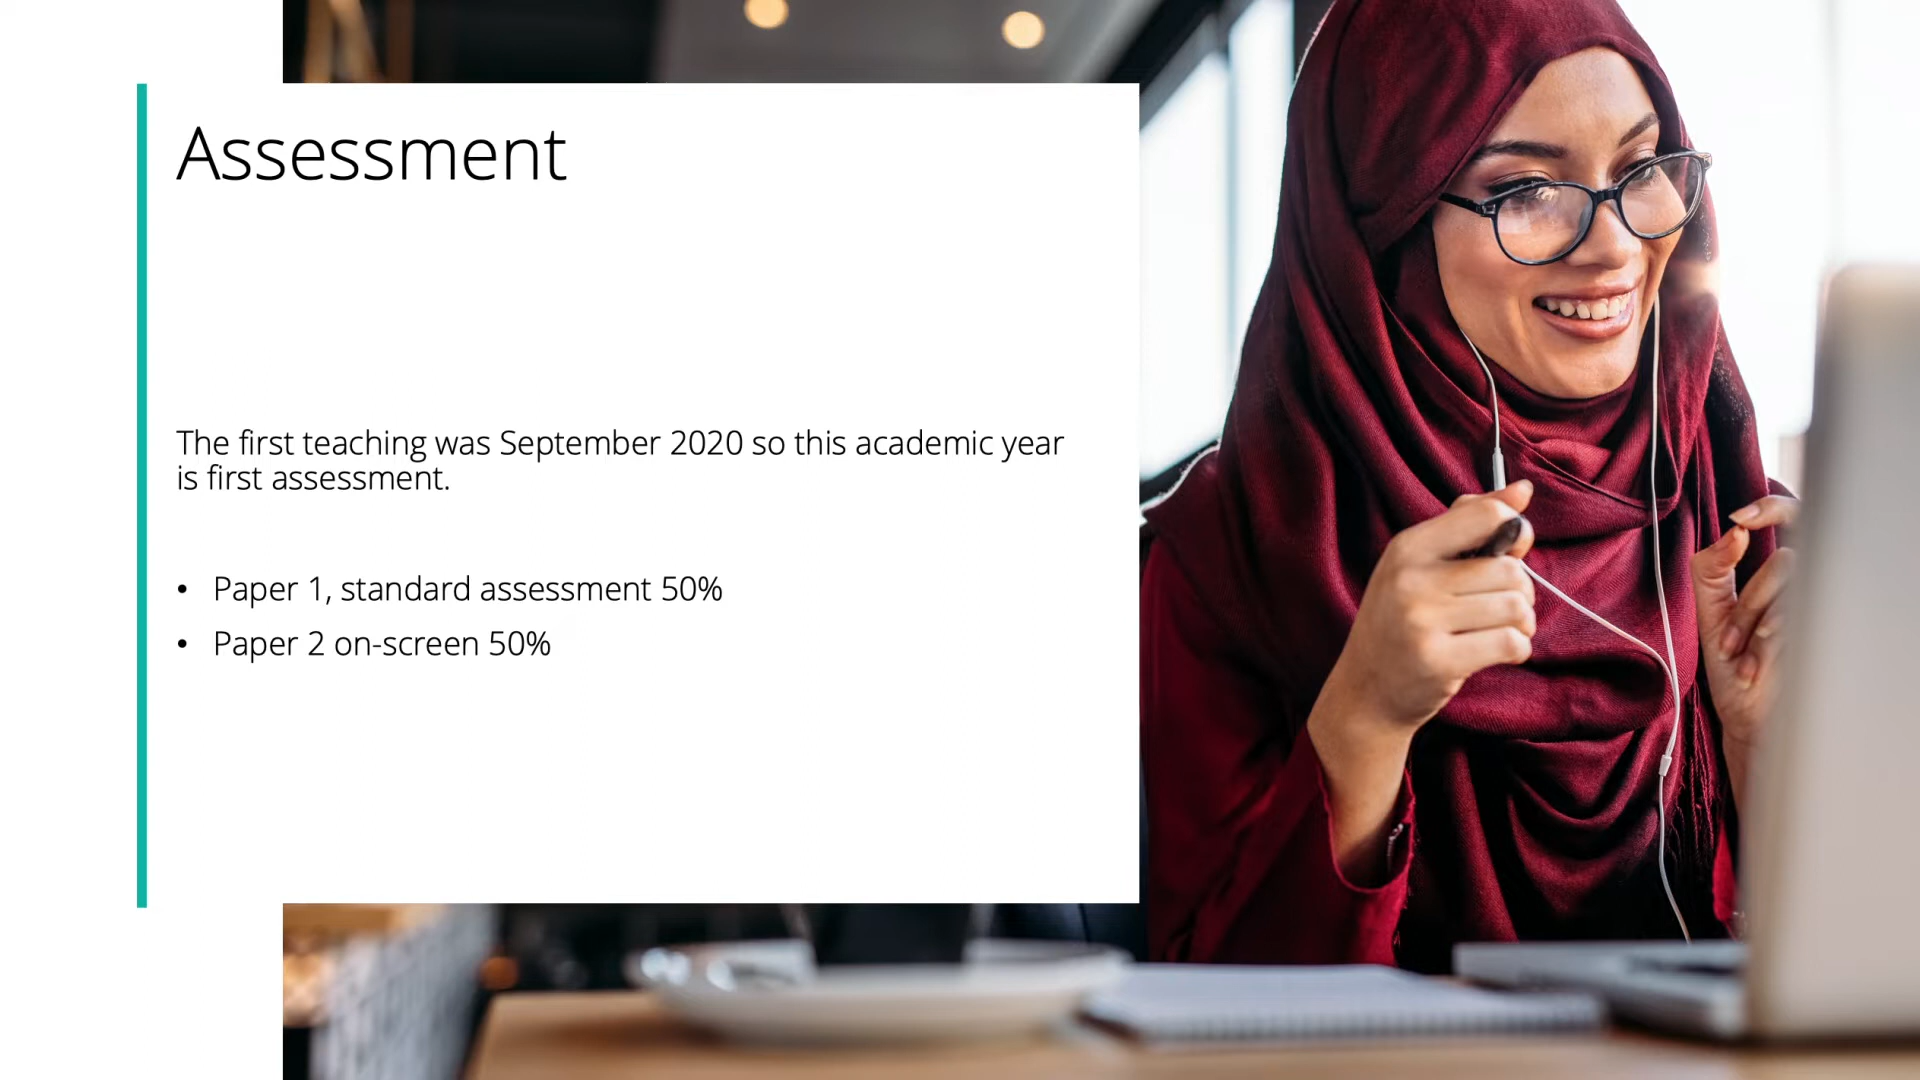 Assessment
The first teaching was September 2020 so this academic year
is first assessment.
• Paper 1, standard assessment 50%
• Paper 2 on-screen 50%